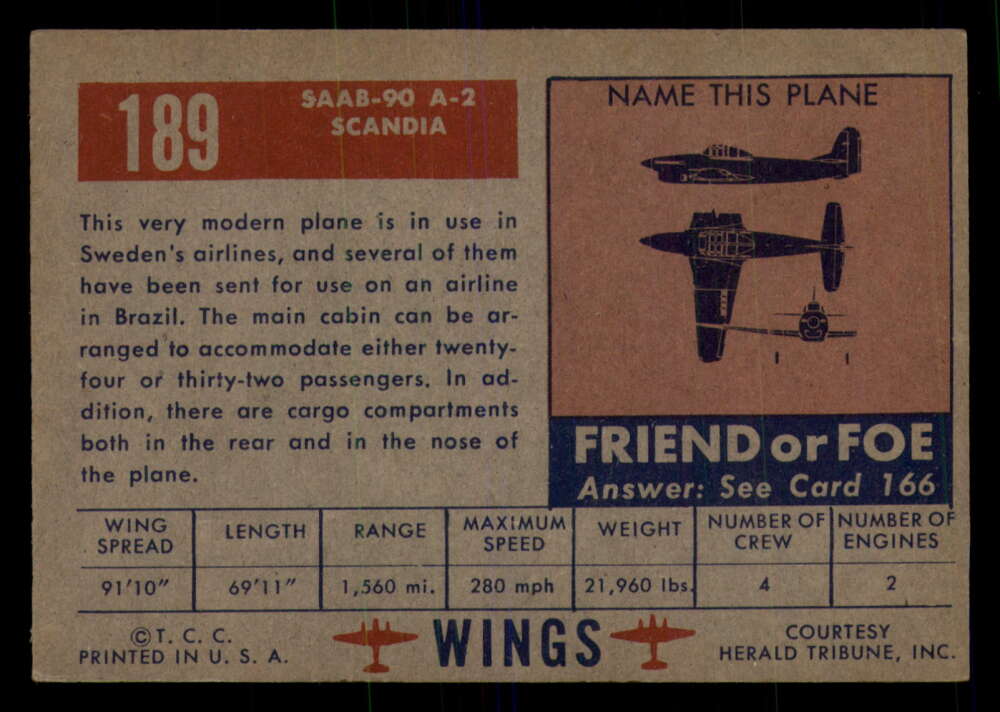 189
SAAB-90 A-2
SCANDIA
This very modern plane is in use in
Sweden's airlines, and several of them
have been sent for use on an airline
in Brazil. The main cabin can be ar-
ranged to accommodate either twenty-
four or thirty-two passengers. In ad-
dition, there are cargo compartments
both in the rear and in the nose of
the plane.
NAME THIS PLANE
FRIEND or FOE
Answer: See Card 166
WING SPREAD
LENGTH
RANGE
MAXIMUM SPEED
WEIGHT
NUMBER OF CREW
NUMBER OF ENGINES
91'10"
69'11"
1,560 mi.
280 mph
21,960 lbs.
4
2
© T. C. C.
PRINTED IN U. S. A.
WINGS
COURTESY
HERALD TRIBUNE, INC.